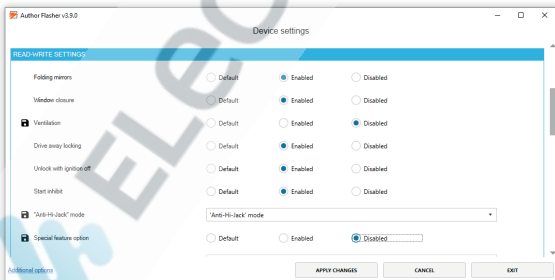 Author Flasher v3.9.0
Device settings
READ-WRITE SETTINGS
Folding mirrors Default Enabled Disabled
Window closure Default Enabled Disabled
Ventilation Default Enabled Disabled
Drive away locking Default Enabled Disabled
Unlock with ignition off Default Enabled Disabled
Start inhibit Default Enabled Disabled
"Anti-Hi-Jack" mode 'Anti-Hi-Jack' mode
Special feature option Default Enabled Disabled
Additional options APPLY CHANGES CANCEL EXIT